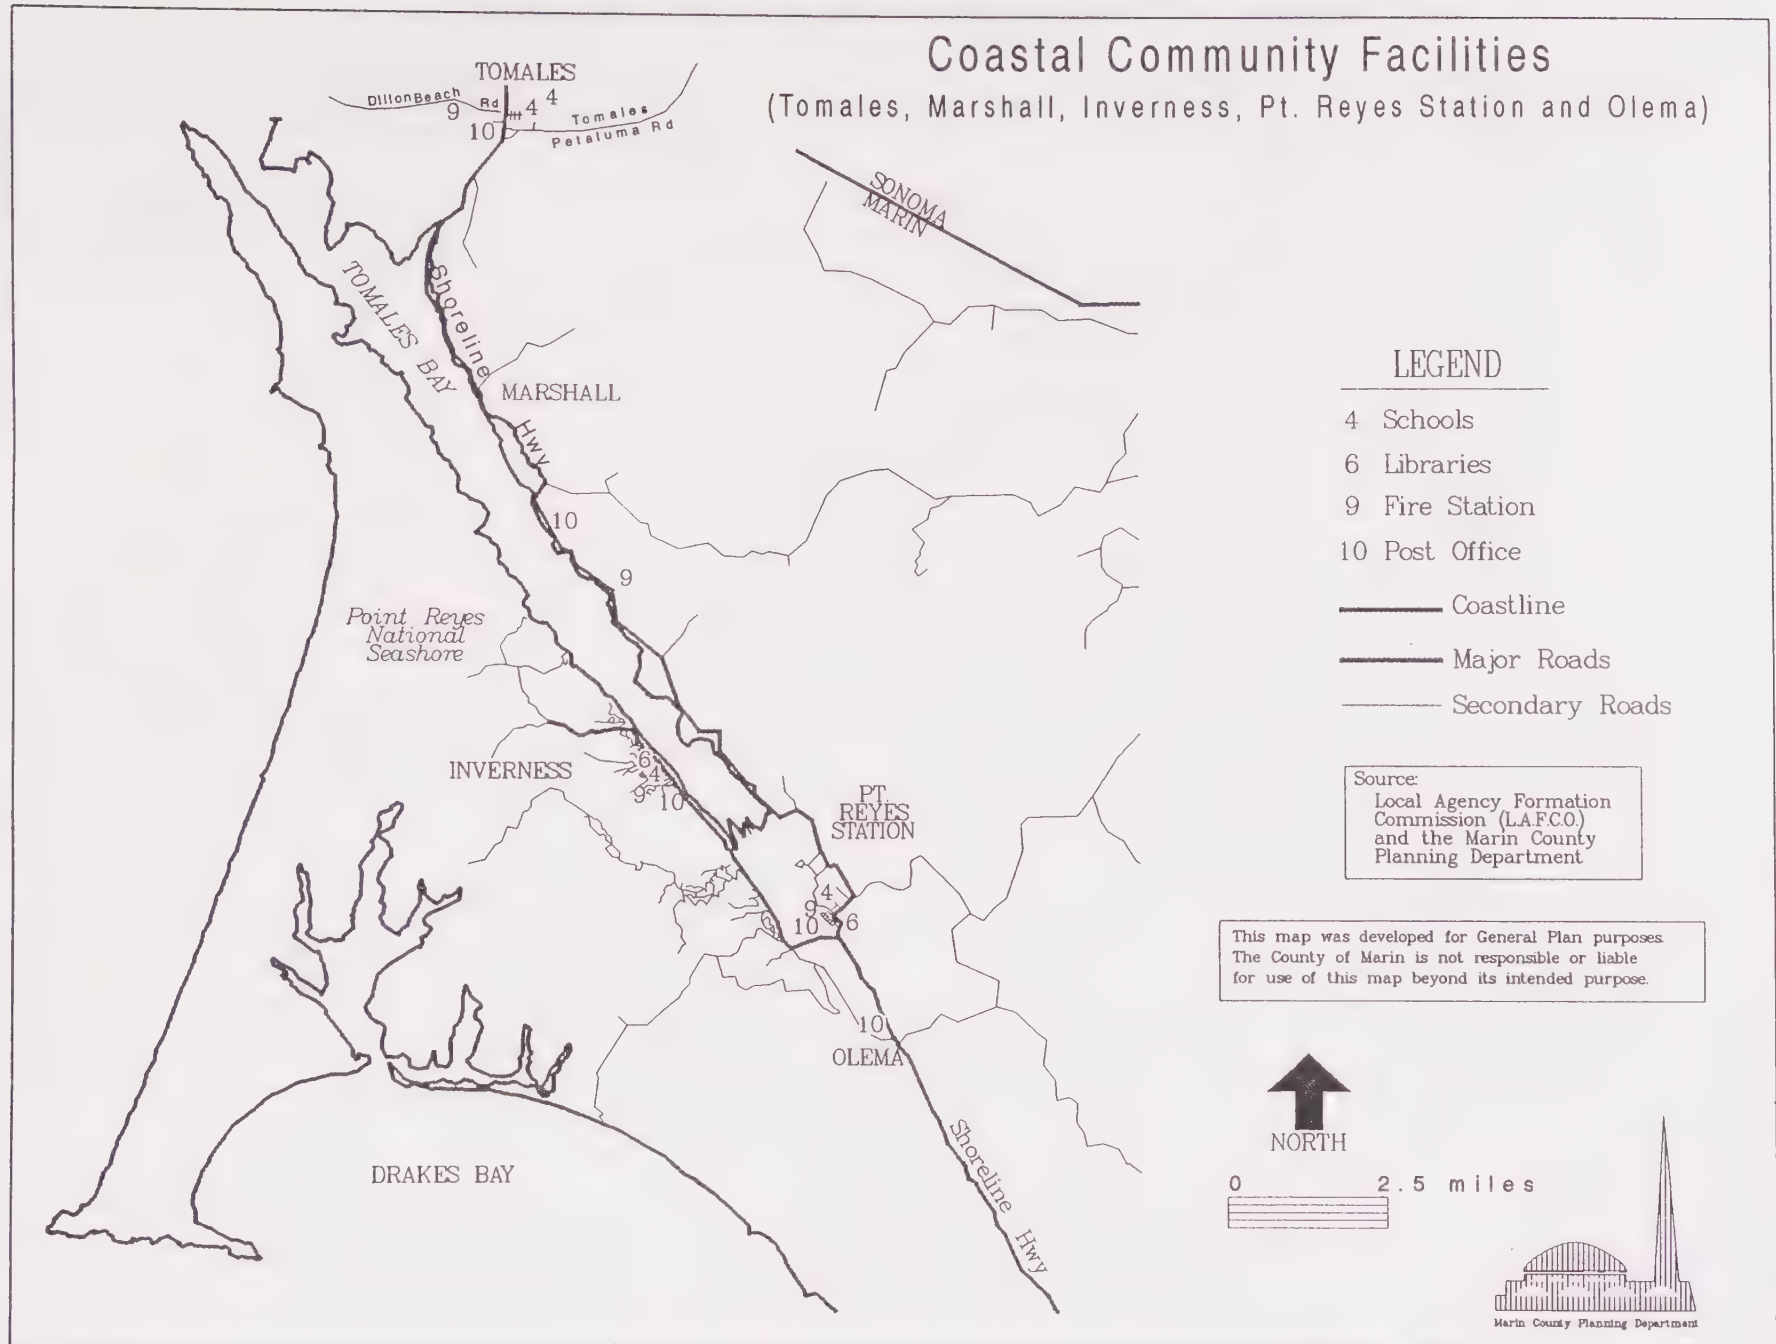 Coastal Community Facilities
(Tomales, Marshall, Inverness, Pt. Reyes Station and Olema)
TOMALES
Dillon Beach Rd
4
9
4
10
Tomales
Petaluma Rd
SONOMA
MARIN
TOMALES BAY
Shoreline
Hwy
MARSHALL
10
9
Point Reyes
National
Seashore
INVERNESS
6
4
9
10
PT.
REYES
STATION
4
9
10
6
10
OLEMA
Shoreline Hwy
DRAKES BAY
LEGEND
4 Schools
6 Libraries
9 Fire Station
10 Post Office
Coastline
Major Roads
Secondary Roads
Source:
Local Agency Formation
Commission (L.A.F.C.O.)
and the Marin County
Planning Department
This map was developed for General Plan purposes.
The County of Marin is not responsible or liable
for use of this map beyond its intended purpose.
NORTH
0 2.5 miles
Marin County Planning Department